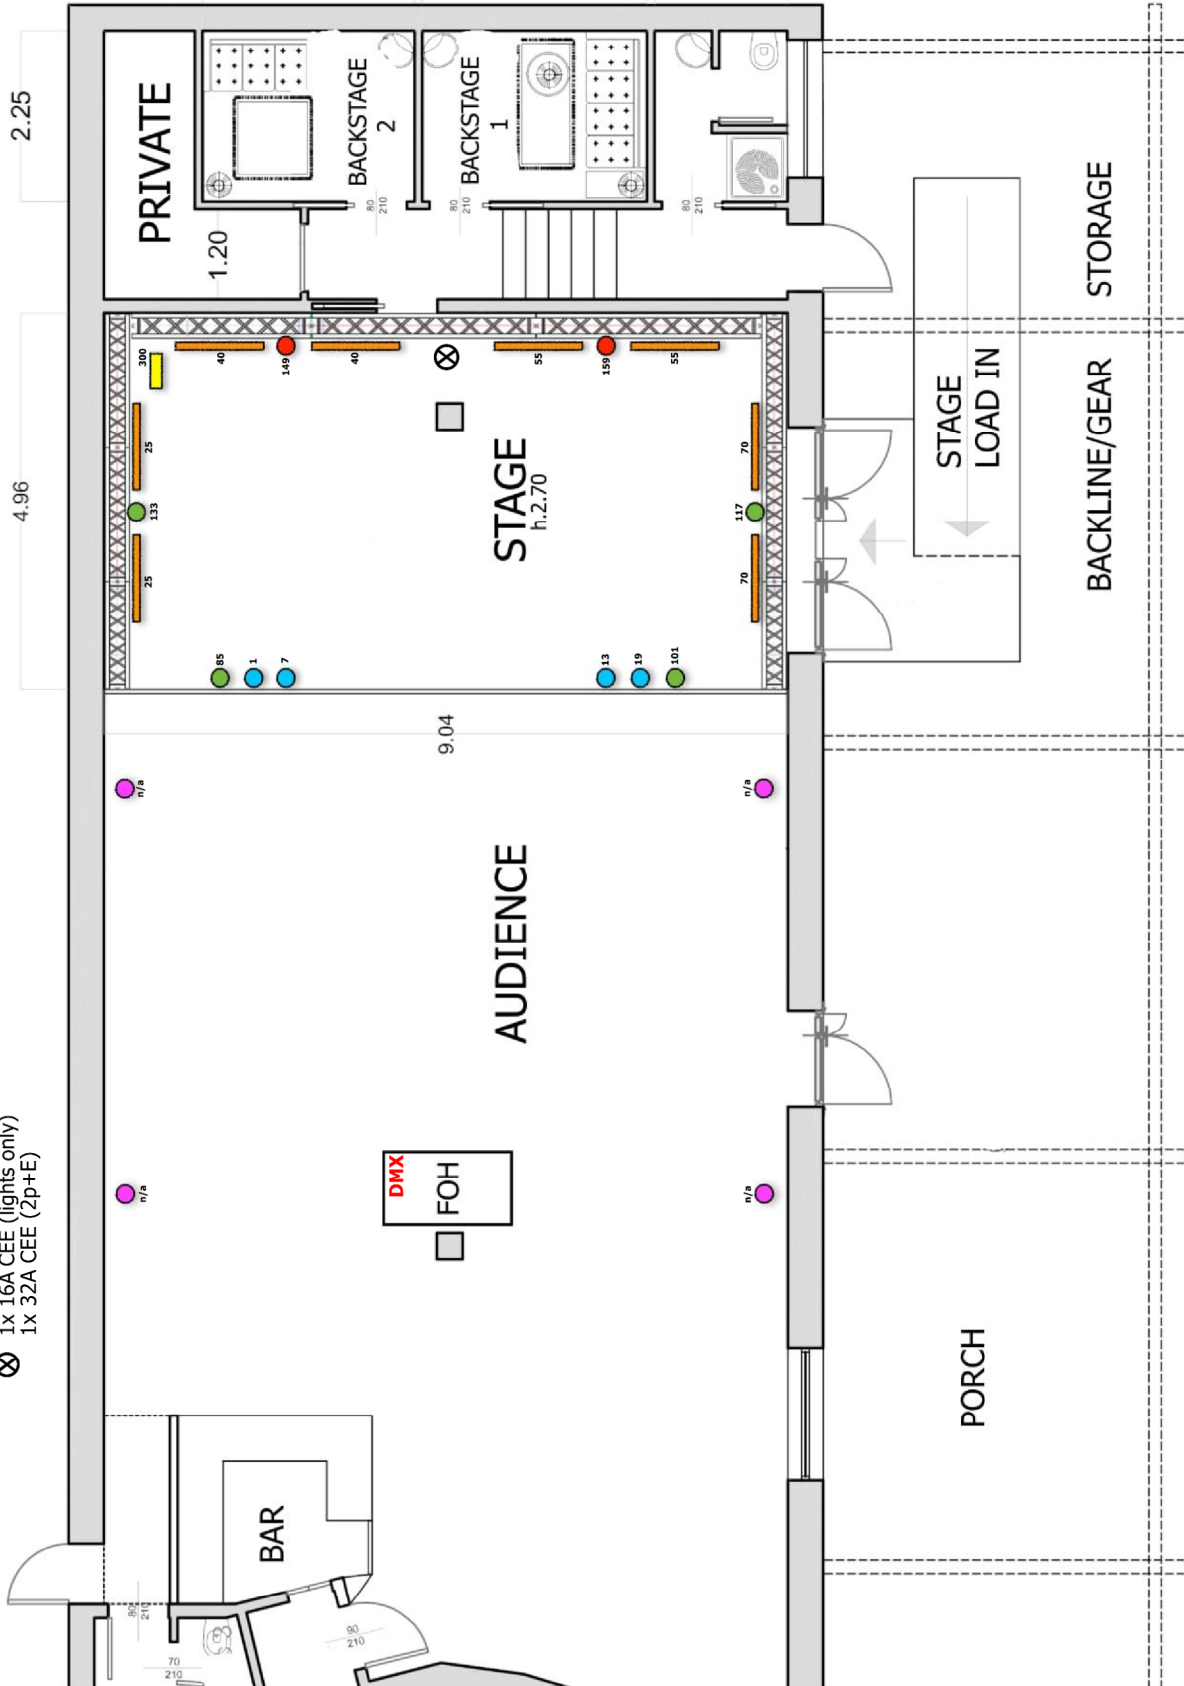 2.25
PRIVATE
1.20
BACKSTAGE
2
BACKSTAGE
1
80
210
80
210
80
210
4.96
300
40
149
40
55
159
55
25
133
25
70
117
70
STAGE
h.2.70
85
1
7
13
19
101
STAGE
LOAD IN
BACKLINE/GEAR STORAGE
9.04
n/a
n/a
AUDIENCE
DMX
FOH
n/a
n/a
1x 16A CEE (lights only)
1x 32A CEE (2p+E)
PORCH
BAR
80
210
70
210
90
210